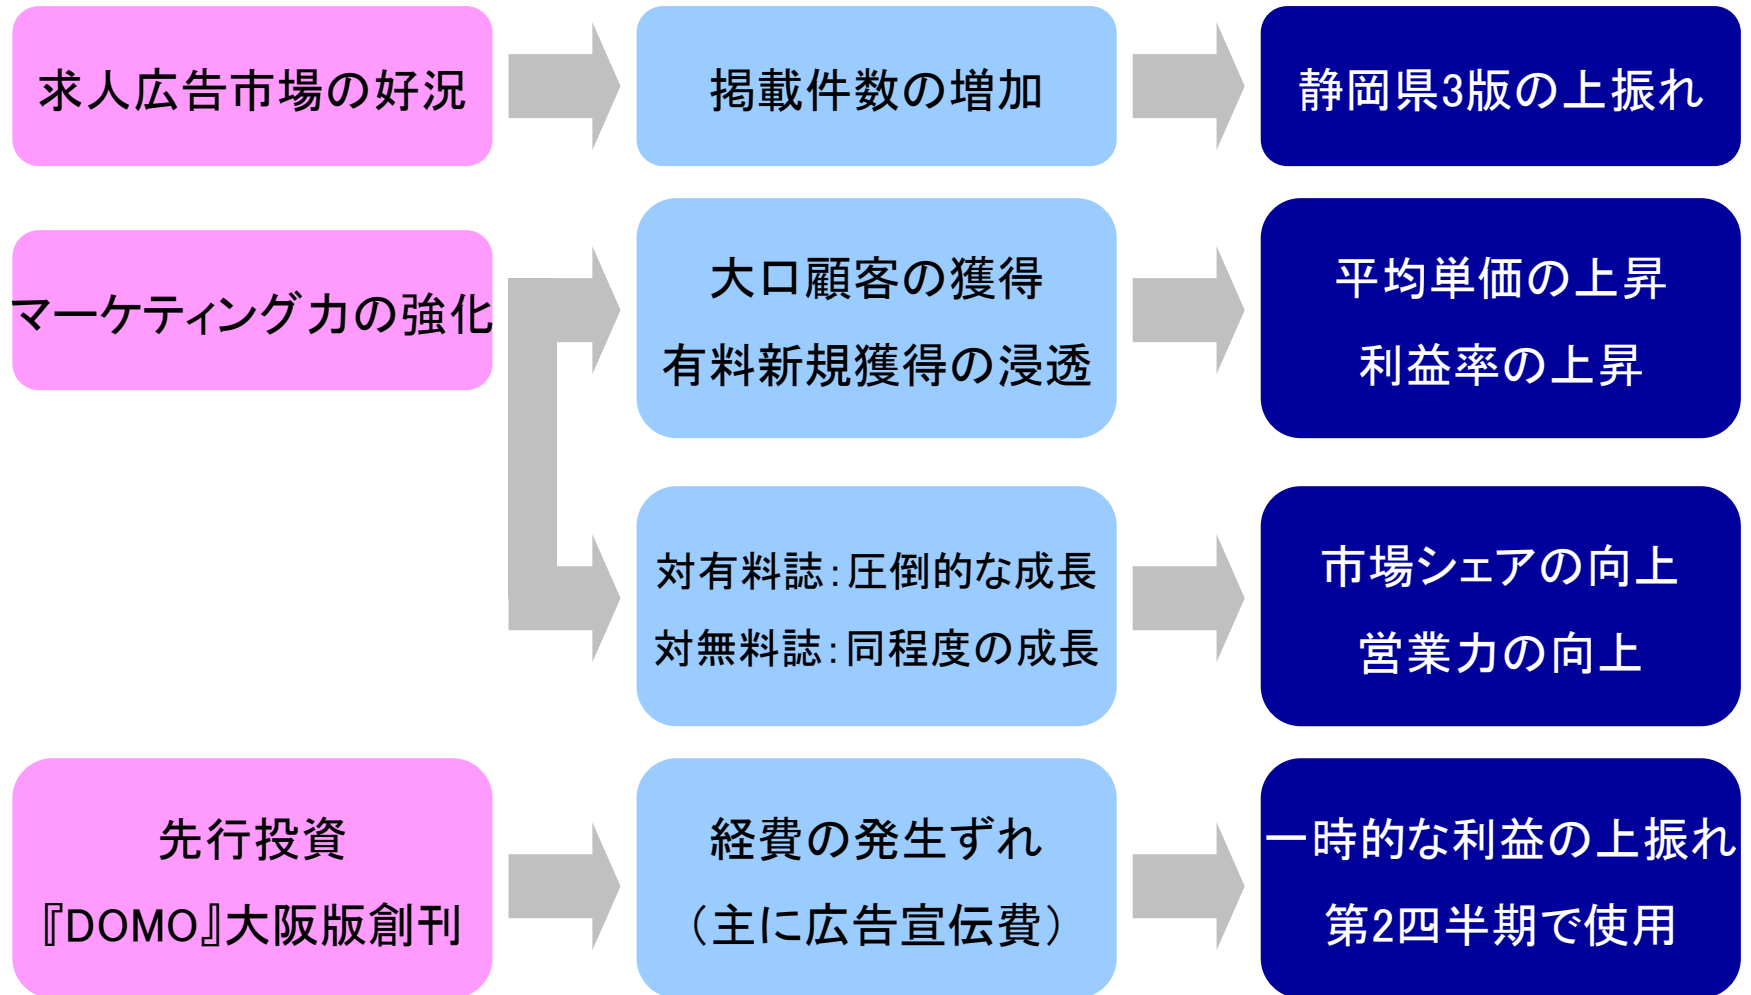 求人広告市場の好況
掲載件数の増加
静岡県3版の上振れ
マーケティング力の強化
大口顧客の獲得
有料新規獲得の浸透
平均単価の上昇
利益率の上昇
対有料誌：圧倒的な成長
対無料誌：同程度の成長
市場シェアの向上
営業力の向上
先行投資
『DOMO』大阪版創刊
経費の発生ずれ
（主に広告宣伝費）
一時的な利益の上振れ
第2四半期で使用